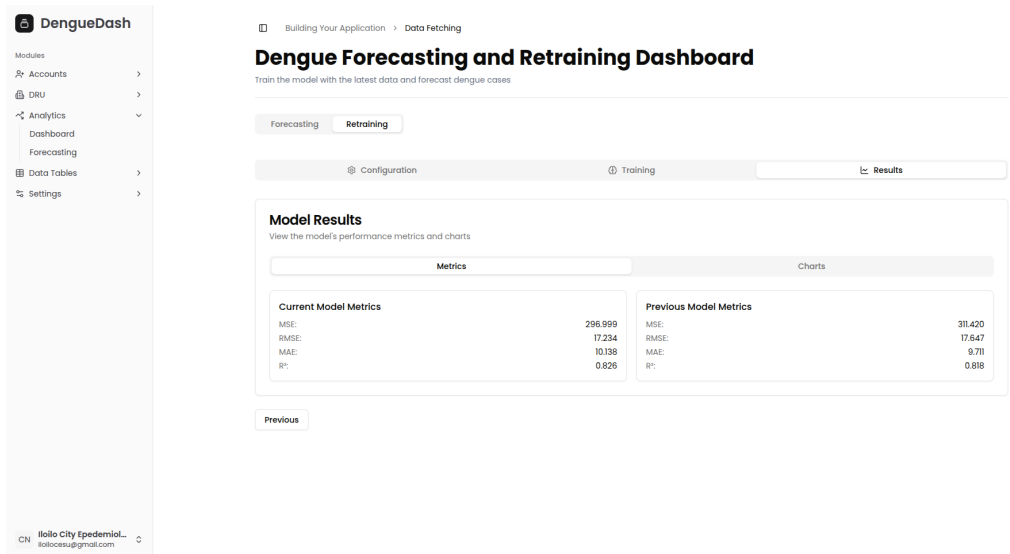 DengueDash
Modules
Accounts
DRU
Analytics
Dashboard
Forecasting
Data Tables
Settings
CN
Iloilo City Epedemiol...
iloilocesu@gmail.com
Building Your Application > Data Fetching
Dengue Forecasting and Retraining Dashboard
Train the model with the latest data and forecast dengue cases
Forecasting Retraining
Configuration Training Results
Model Results
View the model's performance metrics and charts
Metrics Charts
Current Model Metrics
MSE: 296.999
RMSE: 17.234
MAE: 10.138
R²: 0.826
Previous Model Metrics
MSE: 311.420
RMSE: 17.647
MAE: 9.711
R²: 0.818
Previous